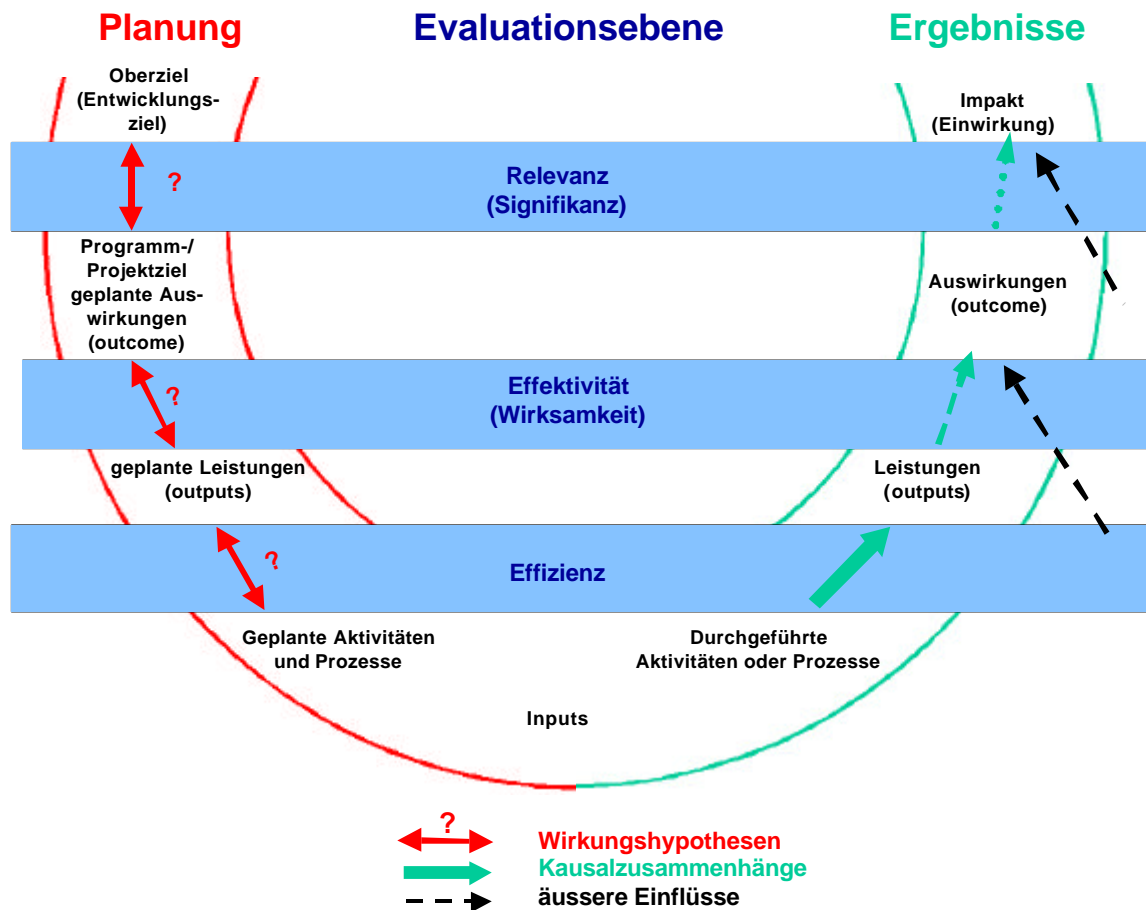 Planung
Evaluationsebene
Ergebnisse
Oberziel
(Entwicklungs-
ziel)
Impakt
(Einwirkung)
?
Relevanz
(Signifikanz)
Programm-/
Projektziel
geplante Aus-
wirkungen
(outcome)
Auswirkungen
(outcome)
?
Effektivität
(Wirksamkeit)
geplante Leistungen
(outputs)
Leistungen
(outputs)
?
Effizienz
Geplante Aktivitäten
und Prozesse
Durchgeführte
Aktivitäten oder Prozesse
Inputs
?
Wirkungshypothesen
Kausalzusammenhänge
äussere Einflüsse